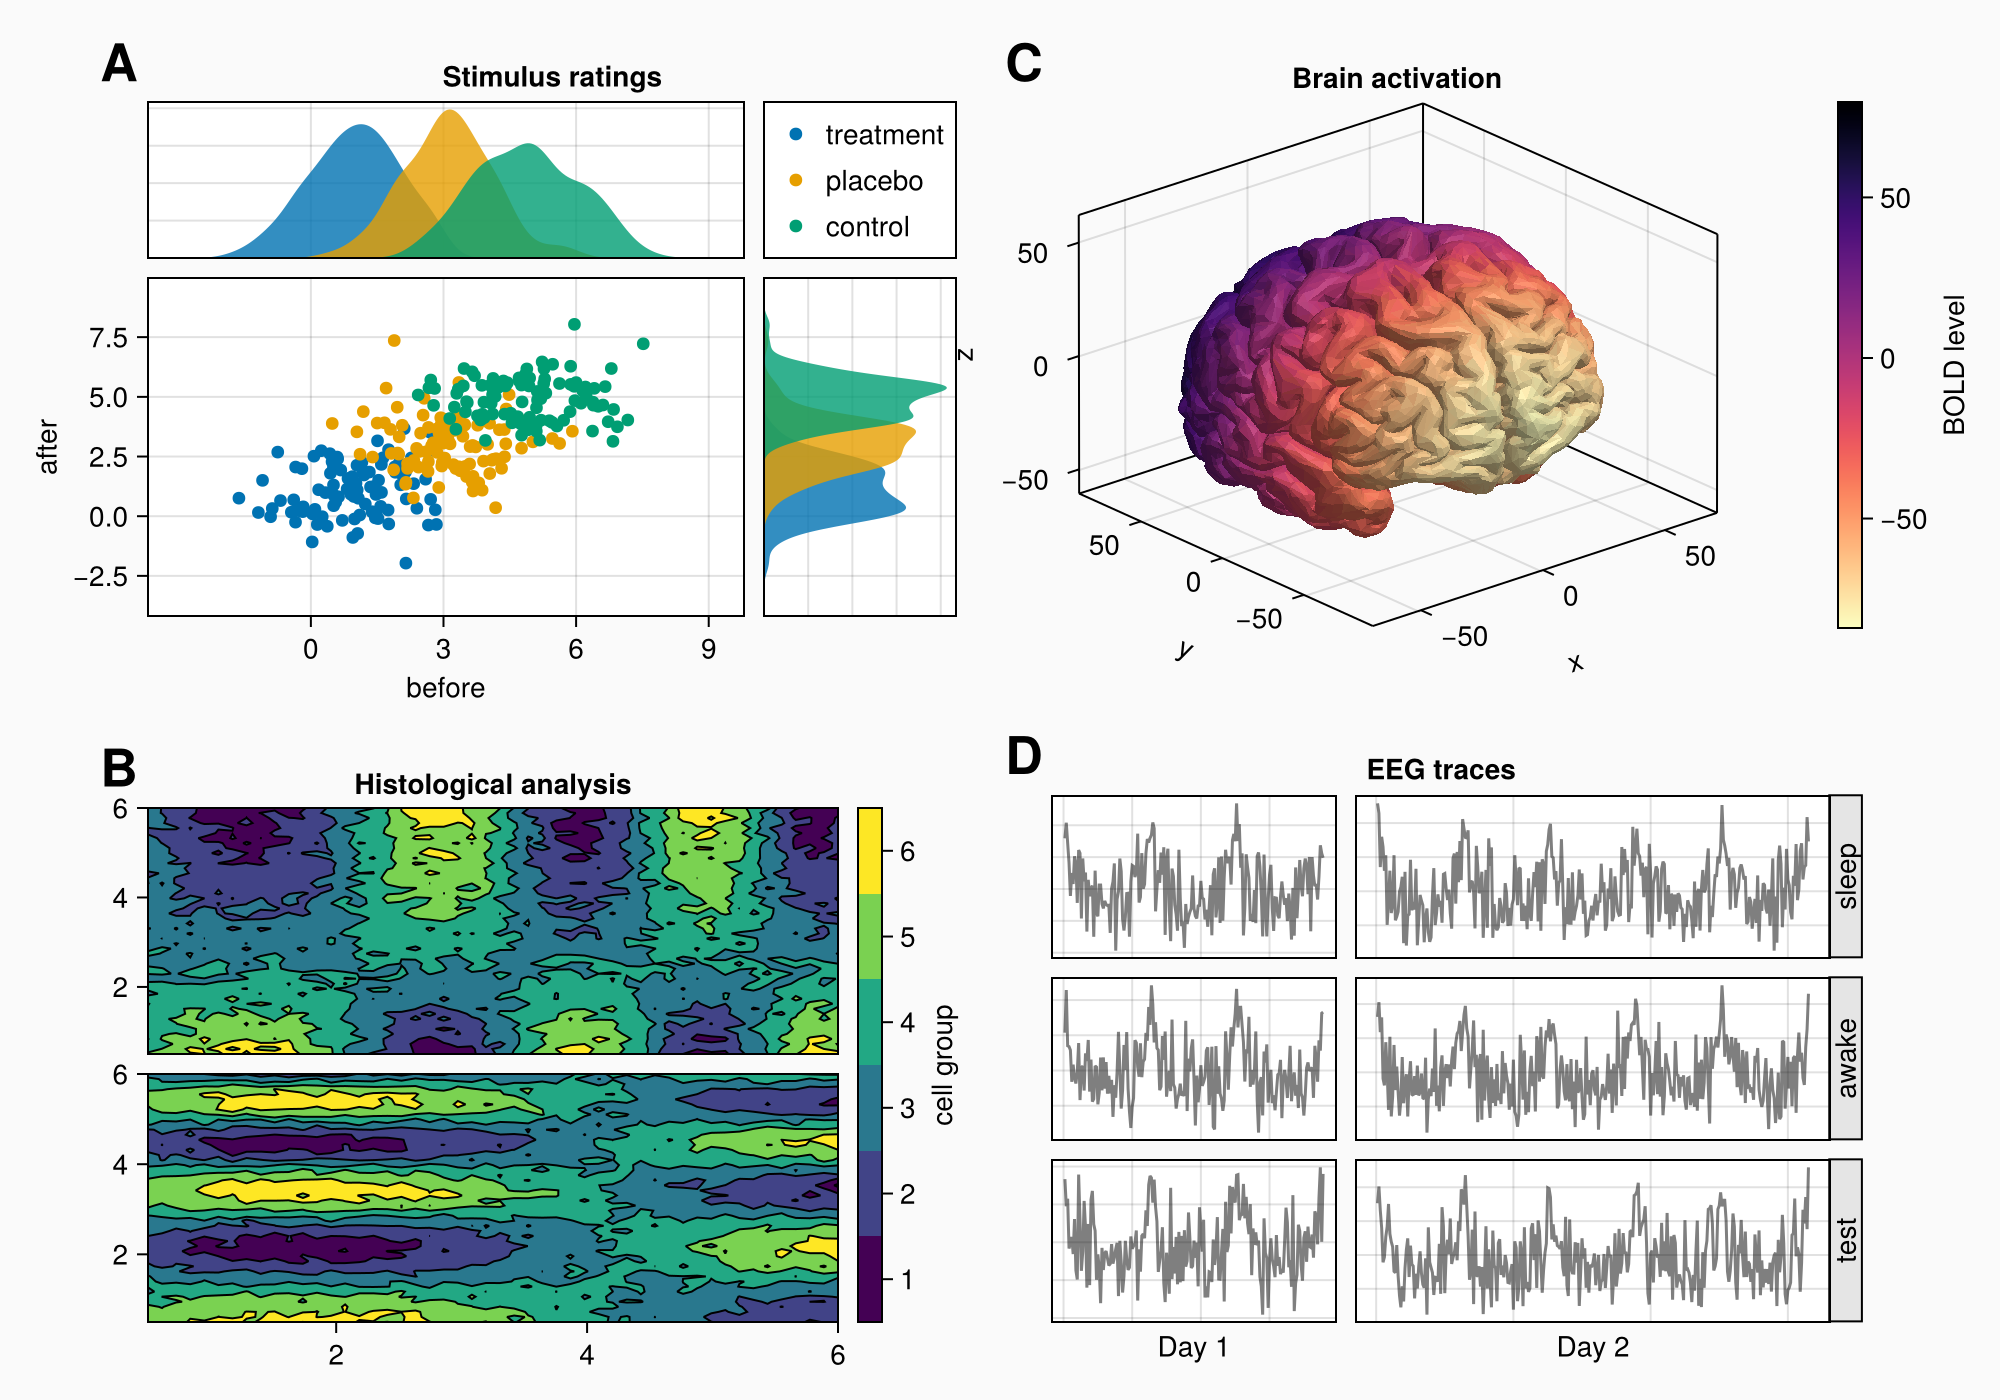 A
Stimulus ratings
treatment
placebo
control
7.5
5.0
2.5
0.0
−2.5
after
0 3 6 9
before
C
Brain activation
50
0
−50
z
50
0
−50
y
−50
0
50
x
50
0
−50
BOLD level
B
Histological analysis
6
4
2
6
4
2
2 4 6
6
5
4
3
2
1
cell group
D
EEG traces
sleep
awake
test
Day 1 Day 2